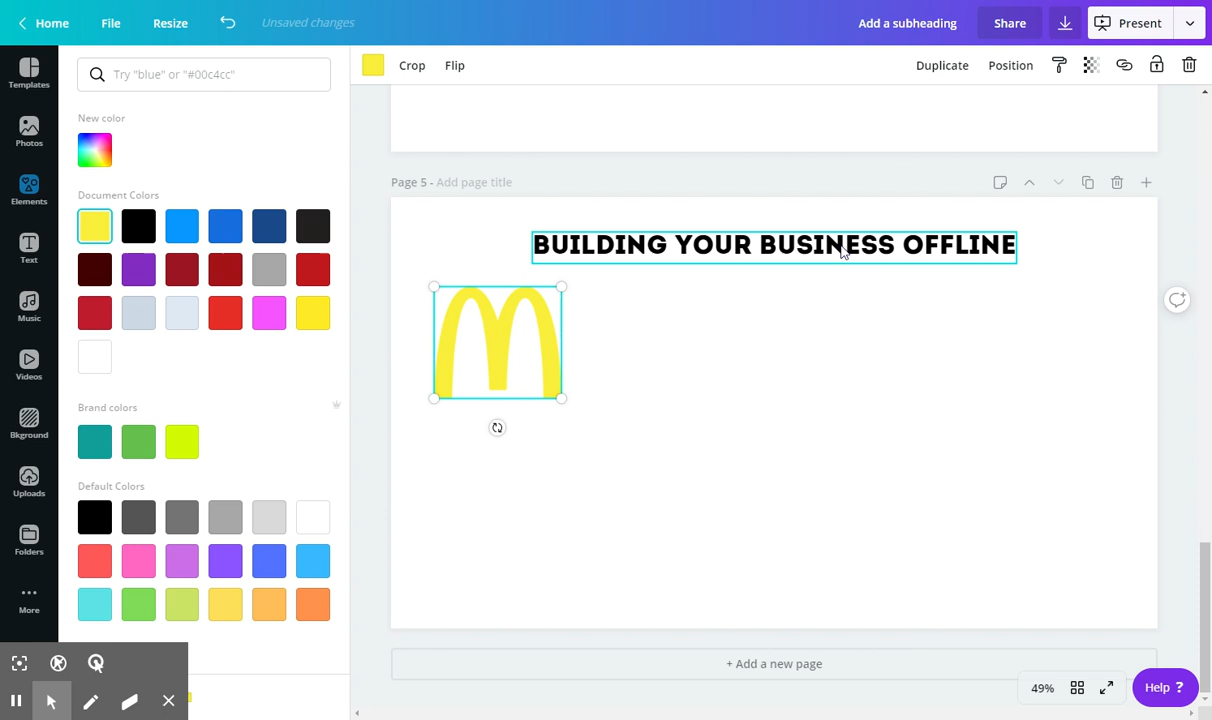 Home
File
Resize
Unsaved changes
Add a subheading
Share
Present
Templates
Photos
Elements
Text
Music
Videos
Bkground
Uploads
Folders
More
Try "blue" or "#00c4cc"
New color
Document Colors
Brand colors
Default Colors
Crop
Flip
Duplicate
Position
Page 5 - Add page title
BUILDING YOUR BUSINESS OFFLINE
+ Add a new page
49%
Help ?